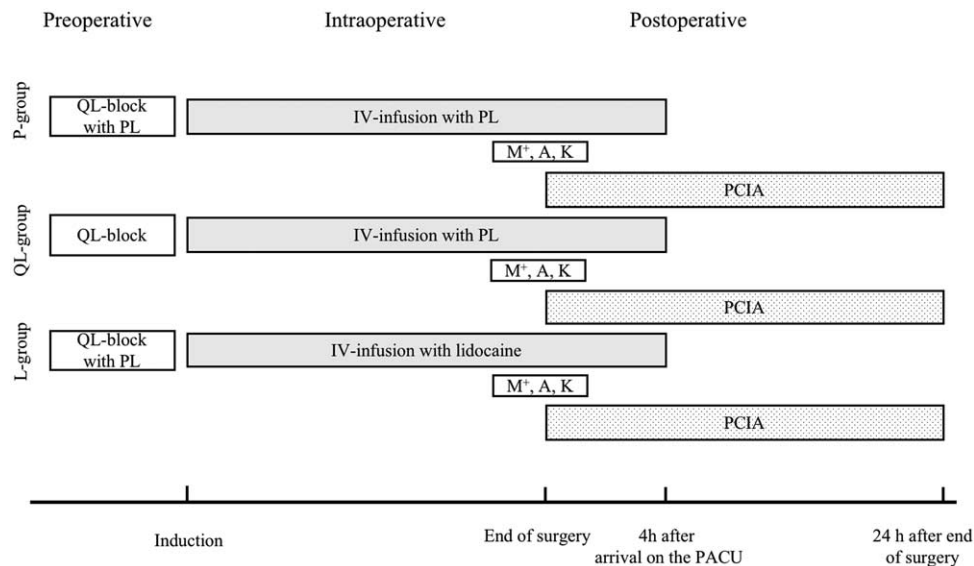 Preoperative
Intraoperative
Postoperative
P-group
QL-block
with PL
IV-infusion with PL
M⁺, A, K
PCIA
QL-group
QL-block
IV-infusion with PL
M⁺, A, K
PCIA
L-group
QL-block
with PL
IV-infusion with lidocaine
M⁺, A, K
PCIA
Induction
End of surgery
4h after
arrival on the PACU
24 h after end
of surgery